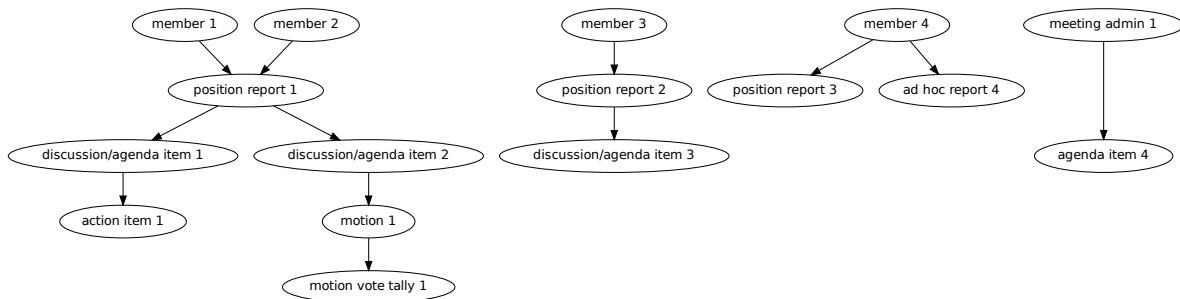 member 1
member 2
member 3
member 4
meeting admin 1
position report 1
position report 2
position report 3
ad hoc report 4
discussion/agenda item 1
discussion/agenda item 2
discussion/agenda item 3
agenda item 4
action item 1
motion 1
motion vote tally 1